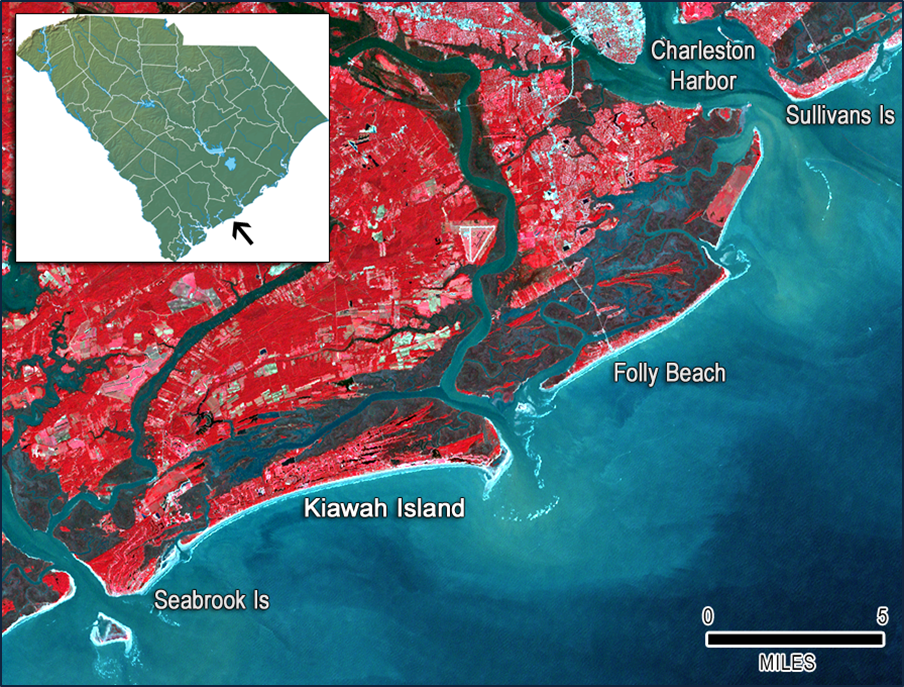 Charleston
Harbor
Sullivans Is
Folly Beach
Kiawah Island
Seabrook Is
0 5
MILES